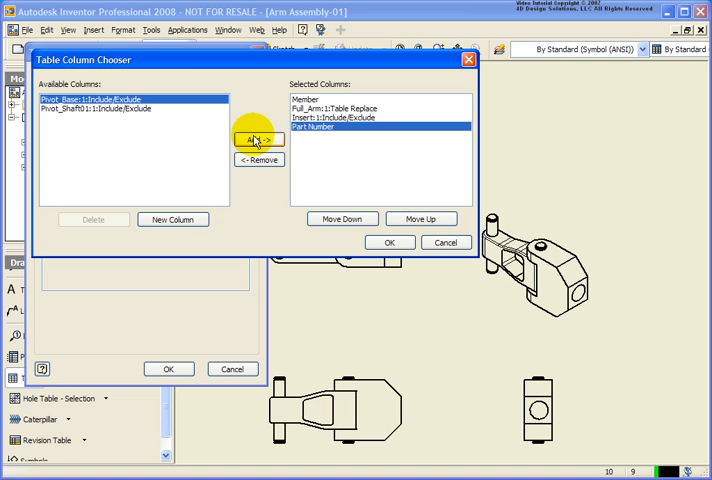 Autodesk Inventor Professional 2008 - NOT FOR RESALE - [Arm Assembly-01]
Video Tutorial Copyright © 2007
4D Design Solutions, LLC All Rights Reserved
File Edit View Insert Format Tools Applications Window Web Help
By Standard (Symbol (ANSI))
By Standard
Table Column Chooser
Available Columns:
Pivot_Base:1:Include/Exclude
Pivot_Shaft01:1:Include/Exclude
Add ->
<- Remove
Selected Columns:
Member
Full_Arm:1:Table Replace
Insert:1:Include/Exclude
Part Number
Delete
New Column
Move Down
Move Up
OK
Cancel
OK
Cancel
Hole Table - Selection
Caterpillar
Revision Table
Symbols
10
9